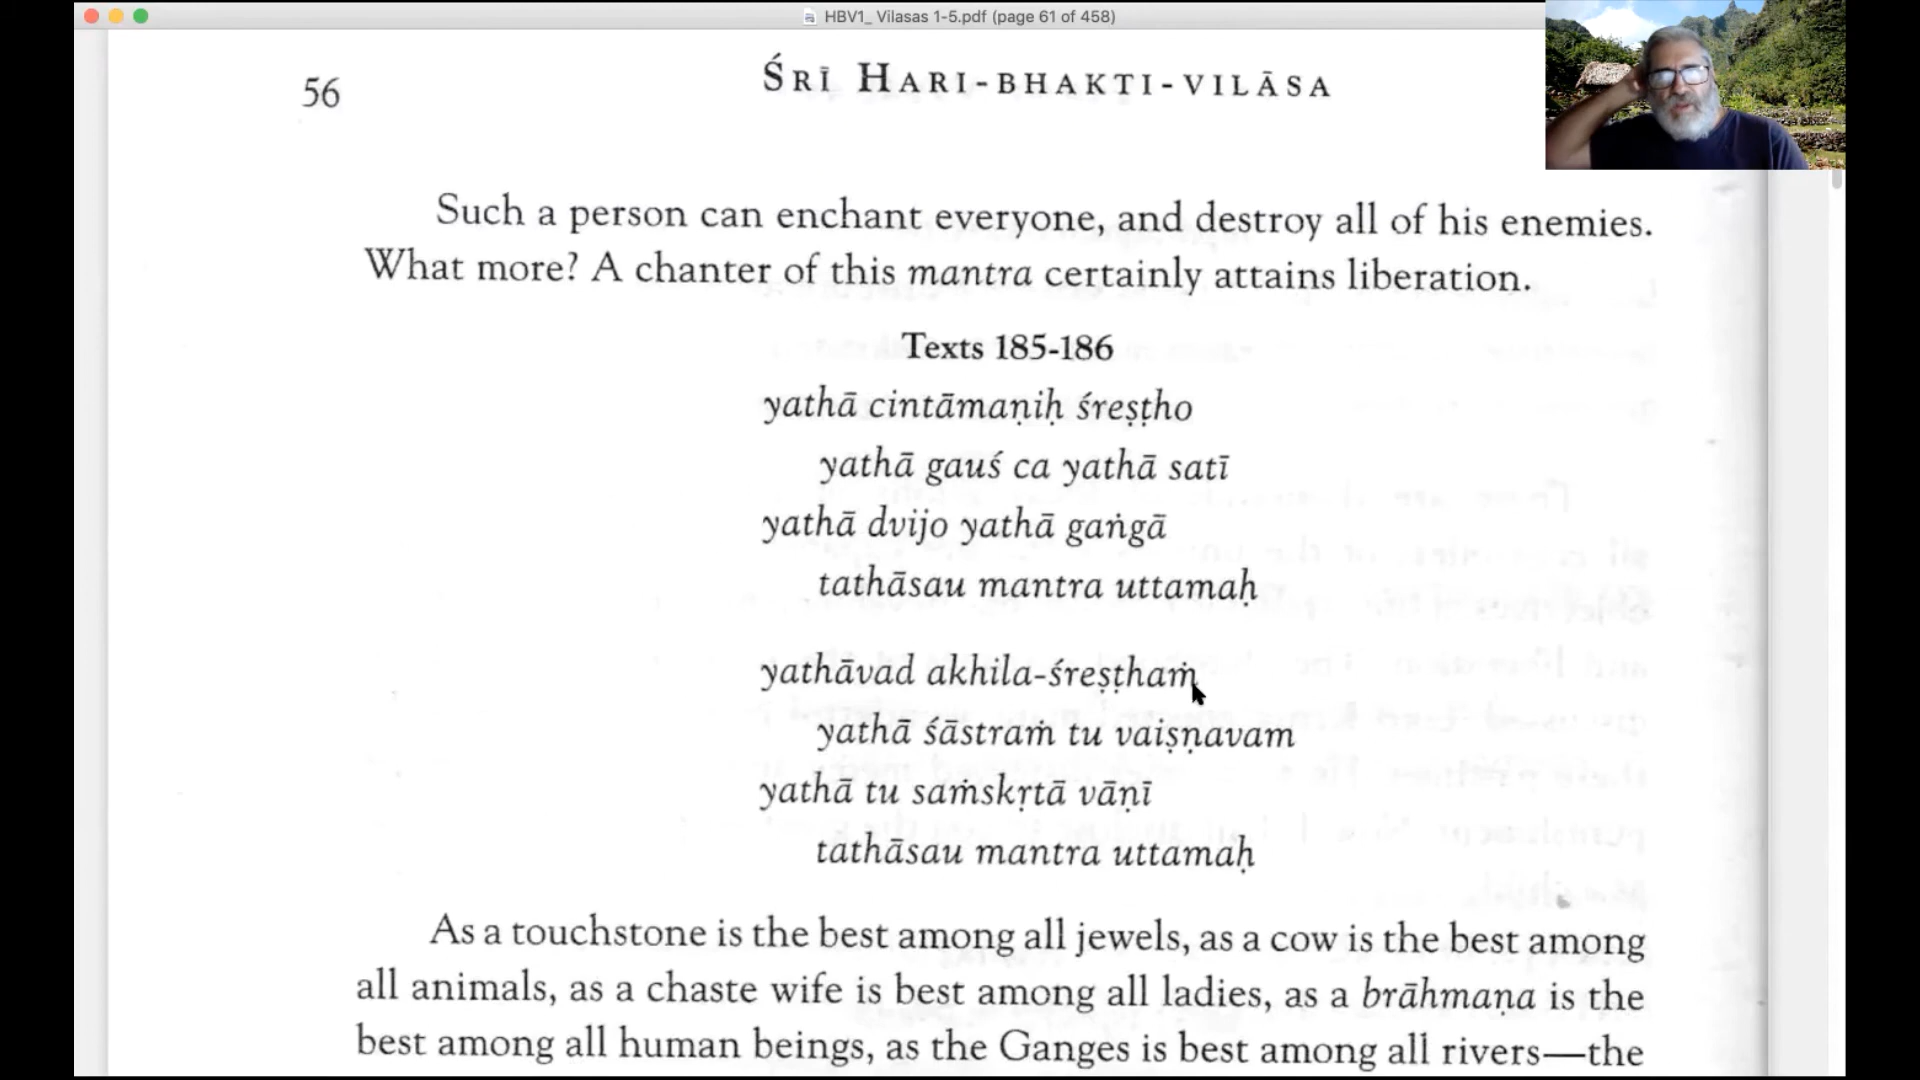 HBV1_ Vilasas 1-5.pdf (page 61 of 458)
56
ŚRĪ HARI-BHAKTI-VILĀSA
Such a person can enchant everyone, and destroy all of his enemies.
What more? A chanter of this mantra certainly attains liberation.
Texts 185-186
yathā cintāmaṇiḥ śreṣṭho
yathā gauś ca yathā satī
yathā dvijo yathā gaṅgā
tathāsau mantra uttamaḥ
yathāvad akhila-śreṣṭhaṁ
yathā śāstraṁ tu vaiṣṇavam
yathā tu saṁskṛtā vāṇī
tathāsau mantra uttamaḥ
As a touchstone is the best among all jewels, as a cow is the best among
all animals, as a chaste wife is best among all ladies, as a brāhmaṇa is the
best among all human beings, as the Ganges is best among all rivers—the